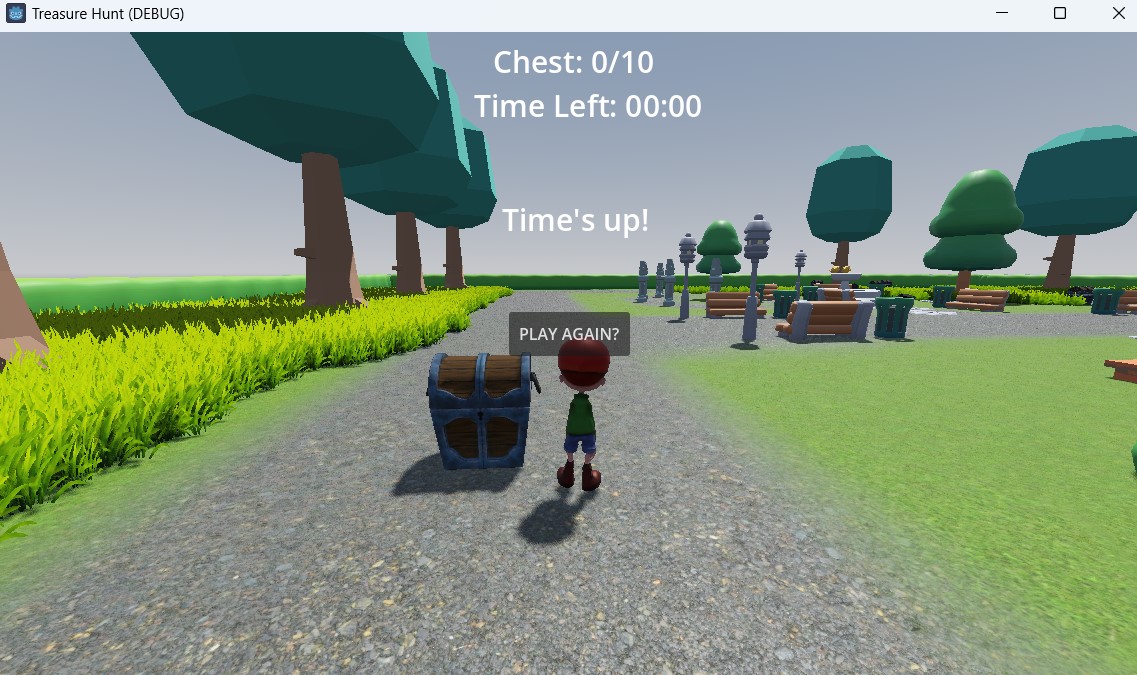 Treasure Hunt (DEBUG)
Chest: 0/10
Time Left: 00:00
Time's up!
PLAY AGAIN?